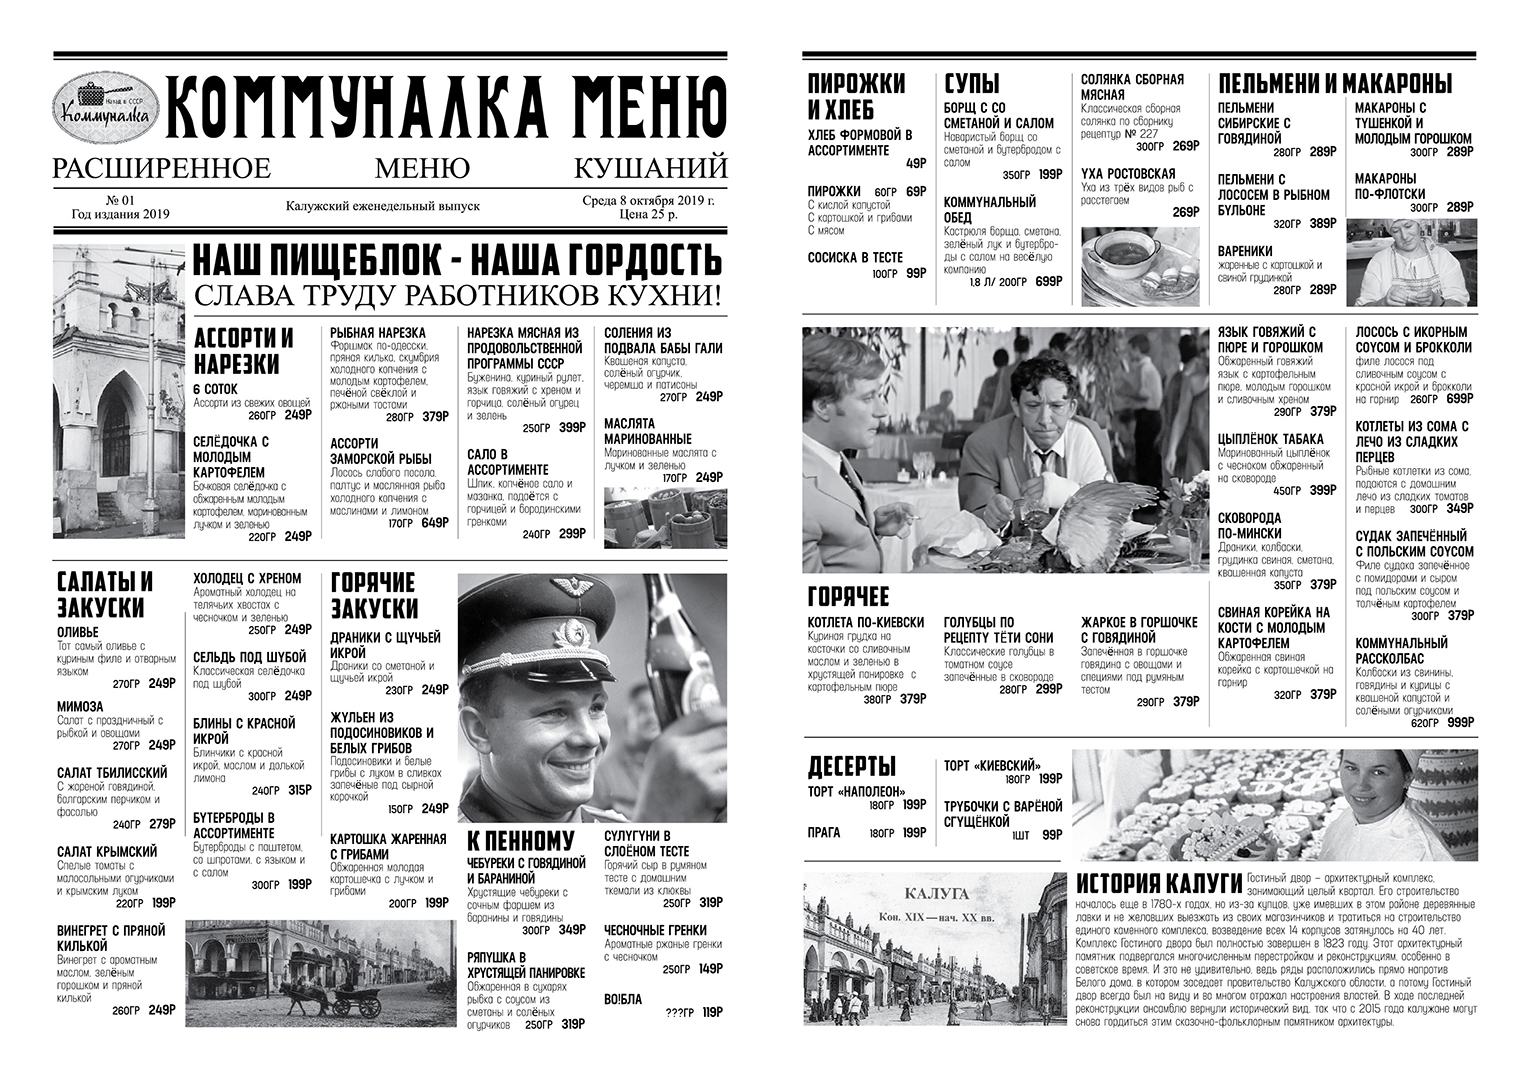 Назад в СССР
Коммуналка
КОММУНАЛКА МЕНЮ
РАСШИРЕННОЕ МЕНЮ КУШАНИЙ
№ 01
Год издания 2019
Калужский еженедельный выпуск
Среда 8 октября 2019 г.
Цена 25 р.
НАШ ПИЩЕБЛОК - НАША ГОРДОСТЬ
СЛАВА ТРУДУ РАБОТНИКОВ КУХНИ!
АССОРТИ И
НАРЕЗКИ
6 СОТОК
Ассорти из свежих овощей
260ГР 249Р
СЕЛЁДОЧКА С
МОЛОДЫМ
КАРТОФЕЛЕМ
Бочковая селёдочка с
обжаренным молодым
картофелем, маринованным
лучком и зеленью
220ГР 249Р
РЫБНАЯ НАРЕЗКА
Форшмак по-одесски,
пряная килька, скумбрия
холодного копчения с
молодым картофелем,
печёной свёклой и
ржаными тостами
280ГР 379Р
АССОРТИ
ЗАМОРСКОЙ РЫБЫ
Лосось слабого посола,
палтус и маслянная рыба
холодного копчения с
маслинами и лимоном
170ГР 649Р
НАРЕЗКА МЯСНАЯ ИЗ
ПРОДОВОЛЬСТВЕННОЙ
ПРОГРАММЫ СССР
Буженина, куриный рулет,
язык говяжий с хреном и
горчица, солёный огурец
и зелень
250ГР 399Р
САЛО В
АССОРТИМЕНТЕ
Шпик, копчёное сало и
мазанка, подаётся с
горчицей и бородинскими
гренками
240ГР 299Р
СОЛЕНИЯ ИЗ
ПОДВАЛА БАБЫ ГАЛИ
Квашеная капуста,
солёный огурчик,
черемша и патисоны
270ГР 249Р
МАСЛЯТА
МАРИНОВАННЫЕ
Маринованные маслята с
лучком и зеленью
170ГР 249Р
САЛАТЫ И
ЗАКУСКИ
ОЛИВЬЕ
Тот самый оливье с
куриным филе и отварным
языком
270ГР 249Р
МИМОЗА
Салат с праздничный с
рыбкой и овощами
270ГР 249Р
САЛАТ ТБИЛИССКИЙ
С жареной говядиной,
болгарским перчиком и
фасолью
240ГР 279Р
САЛАТ КРЫМСКИЙ
Спелые томаты с
малосольными огурчиками
и крымским луком
220ГР 199Р
ВИНЕГРЕТ С ПРЯНОЙ
КИЛЬКОЙ
Винегрет с ароматным
маслом, зелёным
горошком и пряной
килькой
260ГР 249Р
ХОЛОДЕЦ С ХРЕНОМ
Ароматный холодец на
телячьих хвостах с
чесночком и зеленью
250ГР 249Р
СЕЛЬДЬ ПОД ШУБОЙ
Классическая селёдочка
под шубой
300ГР 249Р
БЛИНЫ С КРАСНОЙ
ИКРОЙ
Блинчики с красной
икрой, маслом и долькой
лимона
240ГР 315Р
БУТЕРБРОДЫ В
АССОРТИМЕНТЕ
Бутерброды с паштетом,
со шпротами, с языком и
с салом
300ГР 199Р
ГОРЯЧИЕ
ЗАКУСКИ
ДРАНИКИ С ЩУЧЬЕЙ
ИКРОЙ
Драники со сметаной и
щучьей икрой
230ГР 249Р
ЖУЛЬЕН ИЗ
ПОДОСИНОВИКОВ И
БЕЛЫХ ГРИБОВ
Подосиновики и белые
грибы с луком в сливках
запечёные под сырной
корочкой
150ГР 249Р
КАРТОШКА ЖАРЕННАЯ
С ГРИБАМИ
Обжаренная молодая
картошечка с лучком и
грибами
200ГР 199Р
К ПЕННОМУ
ЧЕБУРЕКИ С ГОВЯДИНОЙ
И БАРАНИНОЙ
Хрустящие чебуреки с
сочным фаршем из
баранины и говядины
300ГР 349Р
РЯПУШКА В
ХРУСТЯЩЕЙ ПАНИРОВКЕ
Обжаренная в сухарях
рыбка с соусом из
сметаны и солёных
огурчиков 250ГР 319Р
СУЛУГУНИ В
СЛОЁНОМ ТЕСТЕ
Горячий сыр в румяном
тесте с домашним
ткемали из клюквы
250ГР 319Р
ЧЕСНОЧНЫЕ ГРЕНКИ
Ароматные ржаные гренки
с чесночком
250ГР 149Р
ВО!БЛА
???ГР 119Р
ПИРОЖКИ
И ХЛЕБ
ХЛЕБ ФОРМОВОЙ В
АССОРТИМЕНТЕ
49Р
ПИРОЖКИ 60ГР 69Р
С кислой капустой
С картошкой и грибами
С мясом
СОСИСКА В ТЕСТЕ
100ГР 99Р
СУПЫ
БОРЩ С СО
СМЕТАНОЙ И САЛОМ
Наваристый борщ со
сметаной и бутербродом с
салом
350ГР 199Р
КОММУНАЛЬНЫЙ
ОБЕД
Кастрюля борща, сметана,
зелёный лук и бутербро-
ды с салом на весёлую
компанию
1,8 Л/ 200ГР 699Р
СОЛЯНКА СБОРНАЯ
МЯСНАЯ
Классическая сборная
солянка по сборнику
рецептур № 227
300ГР 269Р
УХА РОСТОВСКАЯ
Уха из трёх видов рыб с
расстегаем
269Р
ПЕЛЬМЕНИ И МАКАРОНЫ
ПЕЛЬМЕНИ
СИБИРСКИЕ С
ГОВЯДИНОЙ
280ГР 289Р
ПЕЛЬМЕНИ С
ЛОСОСЕМ В РЫБНОМ
БУЛЬОНЕ
320ГР 389Р
ВАРЕНИКИ
жаренные с картошкой и
свиной грудинкой
280ГР 289Р
МАКАРОНЫ С
ТУШЕНКОЙ И
МОЛОДЫМ ГОРОШКОМ
300ГР 289Р
МАКАРОНЫ
ПО-ФЛОТСКИ
300ГР 289Р
ГОРЯЧЕЕ
КОТЛЕТА ПО-КИЕВСКИ
Куриная грудка на
косточки со сливочным
маслом и зеленью в
хрустящей панировке с
картофельным пюре
380ГР 379Р
ГОЛУБЦЫ ПО
РЕЦЕПТУ ТЁТИ СОНИ
Классические голубцы в
томатном соусе
запечённые в сковороде
280ГР 299Р
ЖАРКОЕ В ГОРШОЧКЕ
С ГОВЯДИНОЙ
Запечённая в горшочке
говядина с овощами и
специями под румяным
тестом
290ГР 379Р
ЯЗЫК ГОВЯЖИЙ С
ПЮРЕ И ГОРОШКОМ
Обжаренный говяжий
язык с картофельным
пюре, молодым горошком
и сливочным хреном
290ГР 379Р
ЦЫПЛЁНОК ТАБАКА
Маринованный цыплёнок
с чесноком обжаренный
на сковороде
450ГР 399Р
СКОВОРОДА
ПО-МИНСКИ
Драники, колбаски,
грудинка свиная, сметана,
квашенная капуста
350ГР 379Р
СВИНАЯ КОРЕЙКА НА
КОСТИ С МОЛОДЫМ
КАРТОФЕЛЕМ
Обжаренная свиная
корейка с картошечкой на
гарнир
320ГР 379Р
ЛОСОСЬ С ИКОРНЫМ
СОУСОМ И БРОККОЛИ
филе лосося под
сливочным соусом с
красной икрой и брокколи
на гарнир 260ГР 699Р
КОТЛЕТЫ ИЗ СОМА С
ЛЕЧО ИЗ СЛАДКИХ
ПЕРЦЕВ
Рыбные котлетки из сома,
подаются с домашним
лечо из сладких томатов
и перцев 300ГР 349Р
СУДАК ЗАПЕЧЁННЫЙ
С ПОЛЬСКИМ СОУСОМ
Филе судака запечённое
с помидорами и сыром
под польским соусом и
толчёным картофелем
300ГР 379Р
КОММУНАЛЬНЫЙ
РАССКОЛБАС
Колбаски из свинины,
говядины и курицы с
квашеной капустой и
солёными огурчиками
620ГР 999Р
ДЕСЕРТЫ
ТОРТ «НАПОЛЕОН»
180ГР 199Р
ПРАГА 180ГР 199Р
ТОРТ «КИЕВСКИЙ»
180ГР 199Р
ТРУБОЧКИ С ВАРЁНОЙ
СГУЩЁНКОЙ
1ШТ 99Р
КАЛУГА
Кон. XIX — нач. XX вв.
ИСТОРИЯ КАЛУГИ Гостиный двор – архитектурный комплекс,
занимающий целый квартал. Его строительство
началось еще в 1780-х годах, но из-за купцов, уже имевших в этом районе деревянные
лавки и не желавших выезжать из своих магазинчиков и тратиться на строительство
единого каменного комплекса, возведение всех 14 корпусов затянулось на 40 лет.
Комплекс Гостиного двора был полностью завершен в 1823 году. Этот архитектурный
памятник подвергался многочисленным перестройкам и реконструкциям, особенно в
советское время. И это не удивительно, ведь ряды расположились прямо напротив
Белого дома, в котором заседает правительство Калужской области, а потому Гостиный
двор всегда был на виду и во многом отражал настроения властей. В ходе последней
реконструкции ансамблю вернули исторический вид, так что с 2015 года калужане могут
снова гордиться этим сказочно-фольклорным памятником архитектуры.